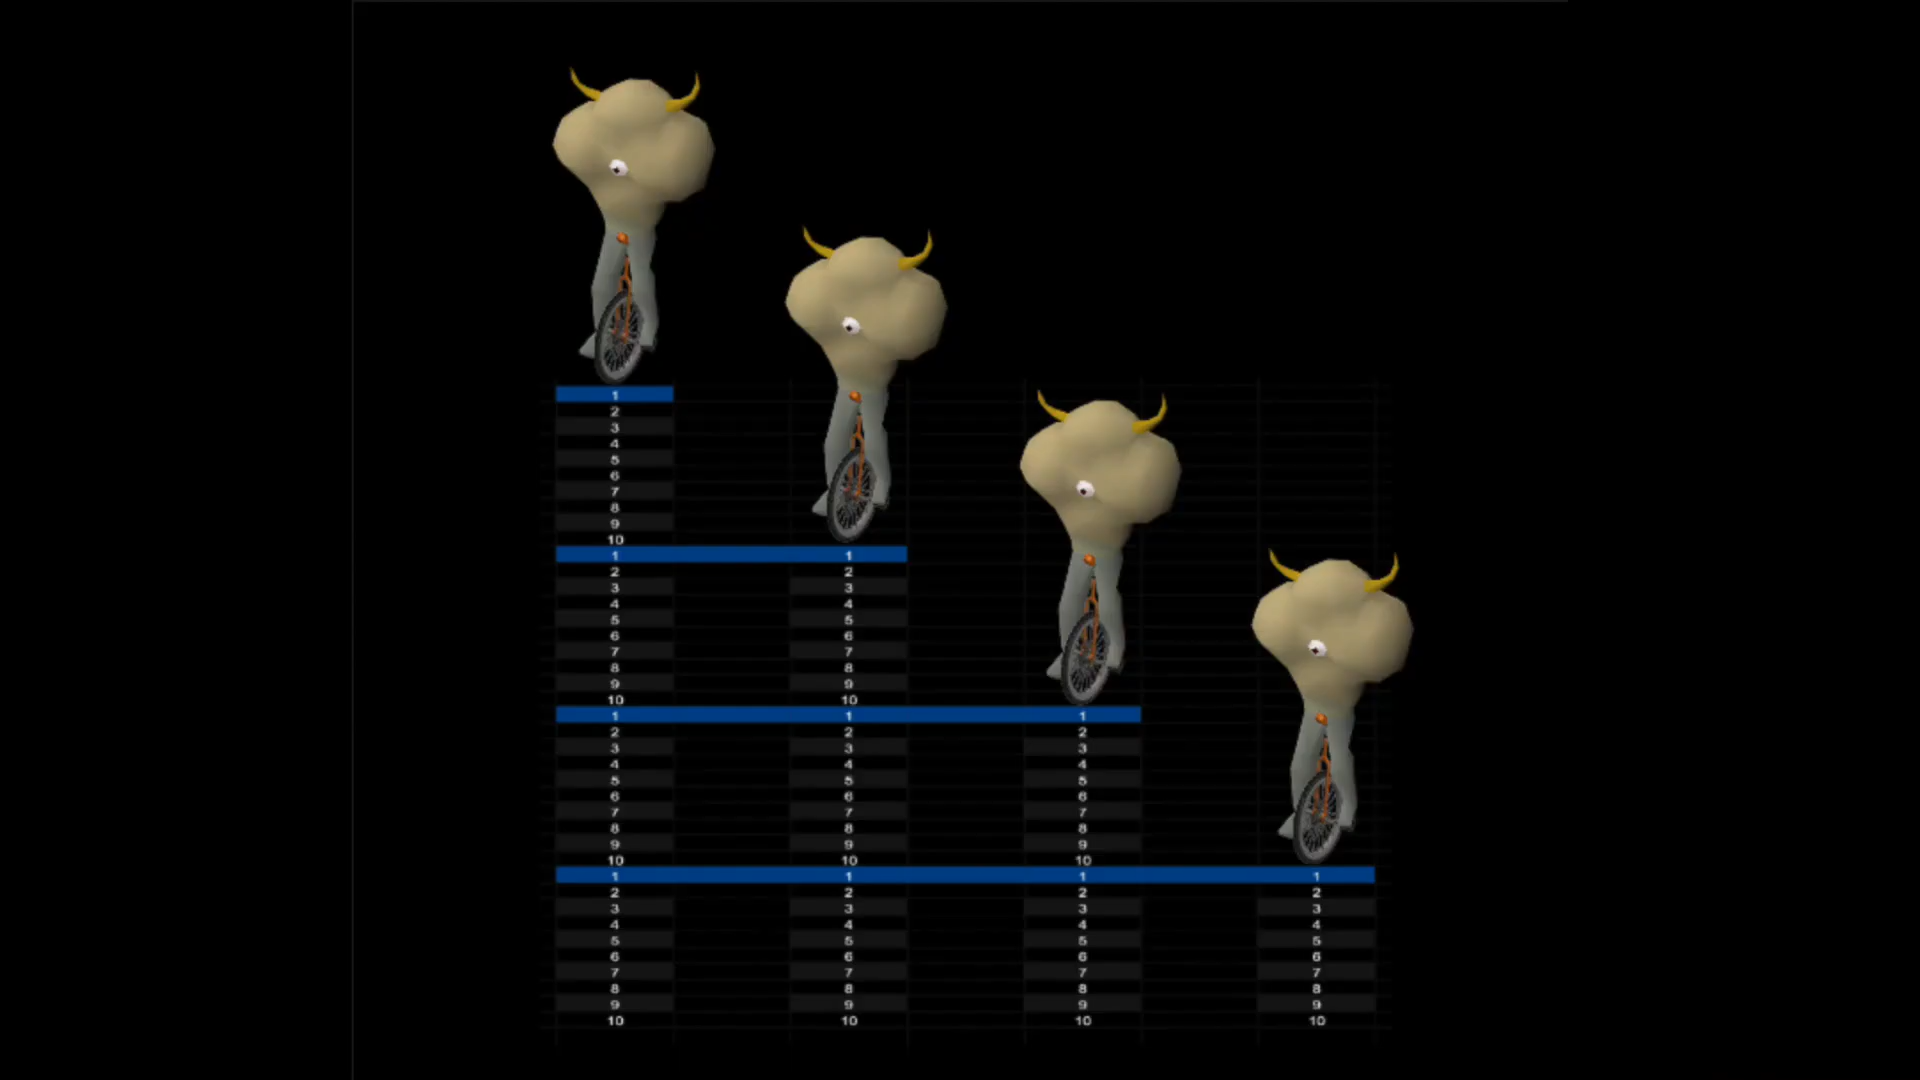 1
2
3
4
5
6
7
8
9
10
1 1
2 2
3 3
4 4
5 5
6 6
7 7
8 8
9 9
10 10
1 1 1
2 2 2
3 3 3
4 4 4
5 5 5
6 6 6
7 7 7
8 8 8
9 9 9
10 10 10
1 1 1 1
2 2 2 2
3 3 3 3
4 4 4 4
5 5 5 5
6 6 6 6
7 7 7 7
8 8 8 8
9 9 9 9
10 10 10 10